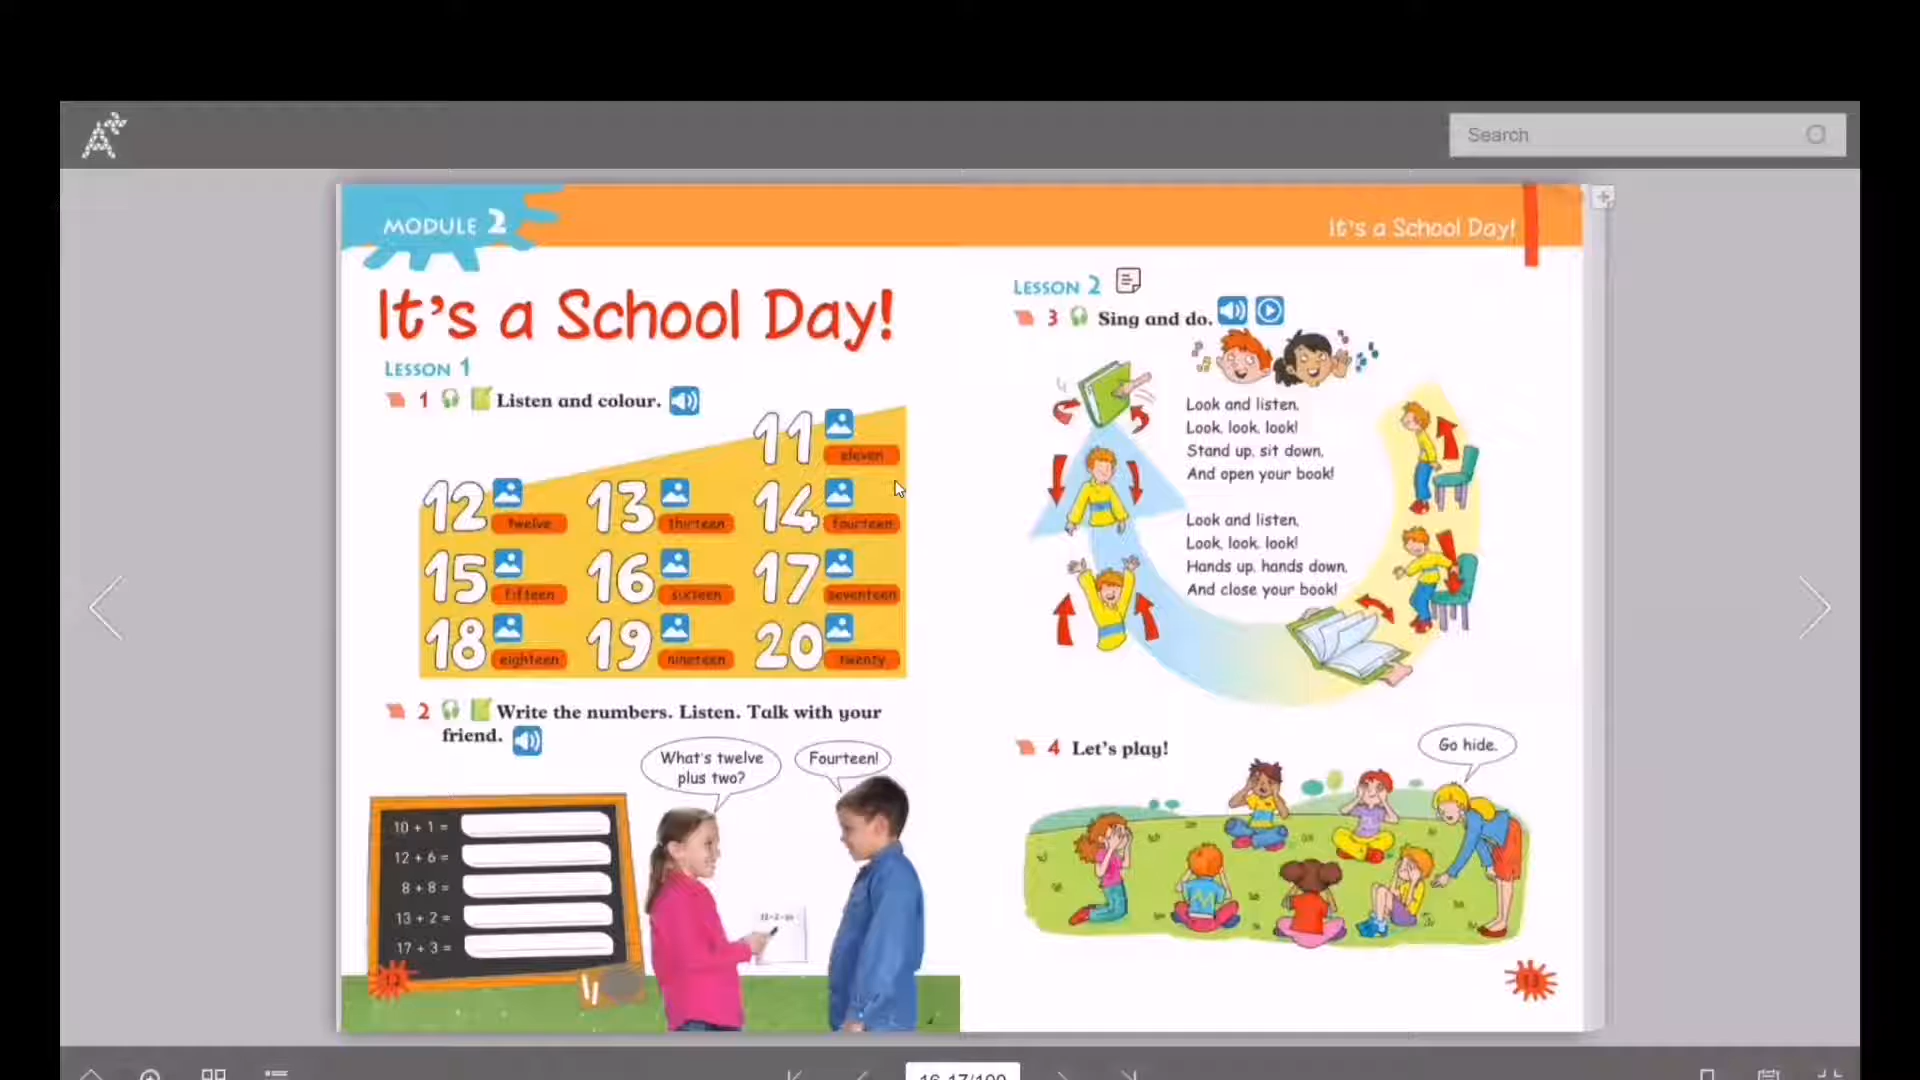 Search
MODULE 2
It's a School Day!
It's a School Day!
LESSON 1
1 Listen and colour.
11
eleven
12 13 14
twelve thirteen fourteen
15 16 17
fifteen sixteen seventeen
18 19 20
eighteen nineteen twenty
2 Write the numbers. Listen. Talk with your
friend.
What's twelve
plus two?
Fourteen!
10 + 1 =
12 + 6 =
8 + 8 =
13 + 2 =
17 + 3 =
12
LESSON 2
3 Sing and do.
Look and listen,
Look, look, look!
Stand up, sit down,
And open your book!
Look and listen,
Look, look, look!
Hands up, hands down,
And close your book!
4 Let's play!
Go hide.
13
16-17/100